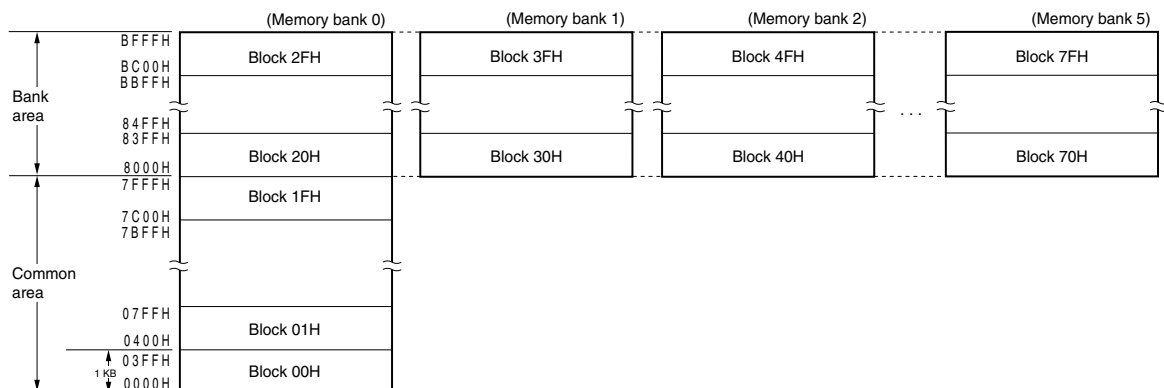 (Memory bank 0) (Memory bank 1) (Memory bank 2) (Memory bank 5)
BFFFH
Block 2FH Block 3FH Block 4FH Block 7FH
BC00H
BBFFH
Bank
area
. . .
84FFH
83FFH
Block 20H Block 30H Block 40H Block 70H
8000H
7FFFH
Block 1FH
7C00H
7BFFH
Common
area
07FFH
Block 01H
0400H
03FFH
1 KB
Block 00H
0000H